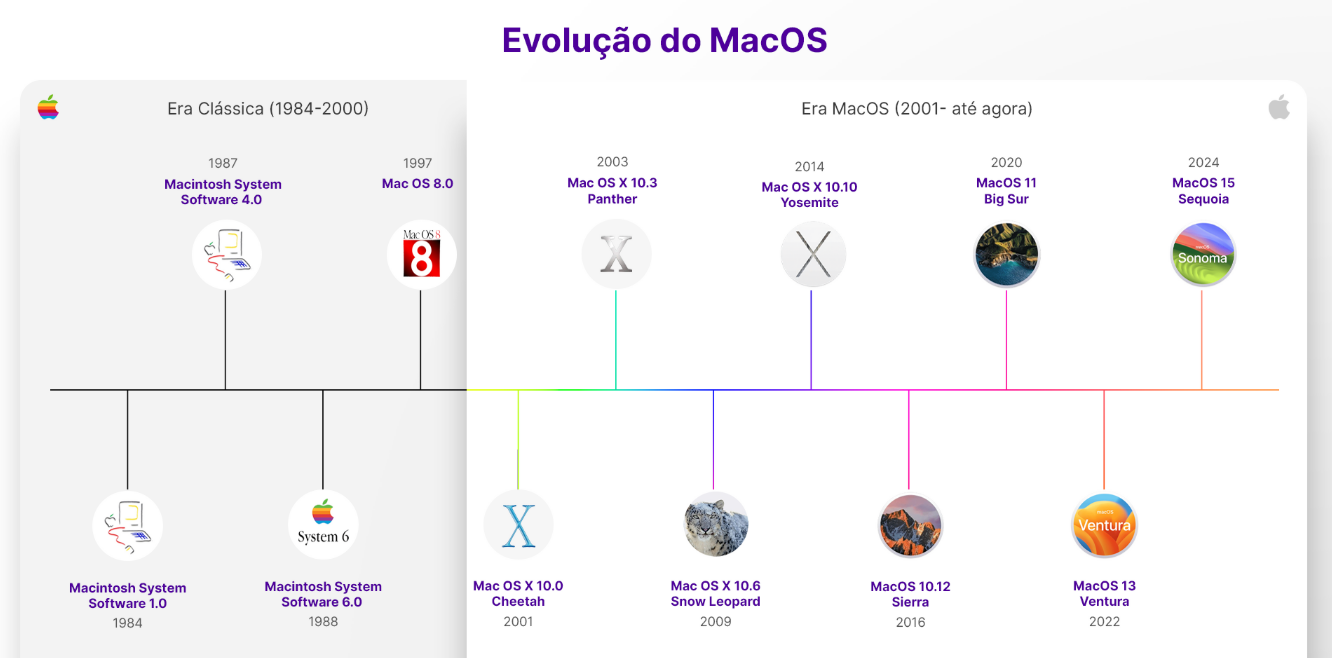 Evolução do MacOS
Era Clássica (1984-2000)
Era MacOS (2001- até agora)
1987
Macintosh System
Software 4.0
1997
Mac OS 8.0
Mac OS 8
8
2003
Mac OS X 10.3
Panther
X
2014
Mac OS X 10.10
Yosemite
X
2020
MacOS 11
Big Sur
2024
MacOS 15
Sequoia
macOS
Sonoma
Macintosh System
Software 1.0
1984
System 6
Macintosh System
Software 6.0
1988
X
Mac OS X 10.0
Cheetah
2001
Mac OS X 10.6
Snow Leopard
2009
MacOS 10.12
Sierra
2016
macOS
Ventura
MacOS 13
Ventura
2022